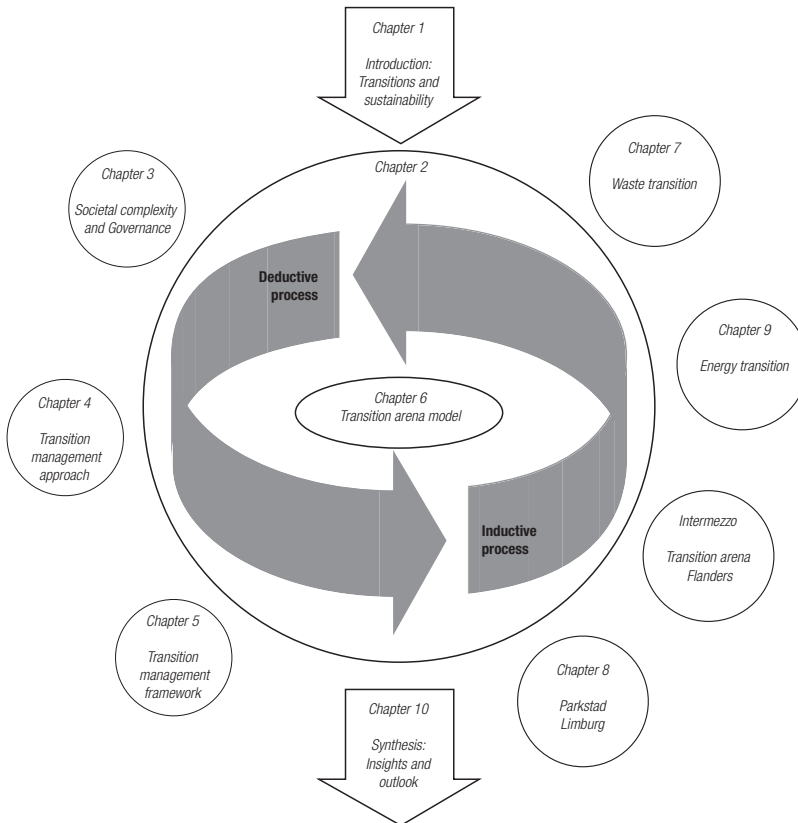 Chapter 1
Introduction:
Transitions and
sustainability
Chapter 2
Chapter 3
Societal complexity
and Governance
Chapter 7
Waste transition
Deductive
process
Chapter 9
Energy transition
Chapter 6
Transition arena model
Chapter 4
Transition
management
approach
Inductive
process
Intermezzo
Transition arena
Flanders
Chapter 5
Transition
management
framework
Chapter 8
Parkstad
Limburg
Chapter 10
Synthesis:
Insights and
outlook